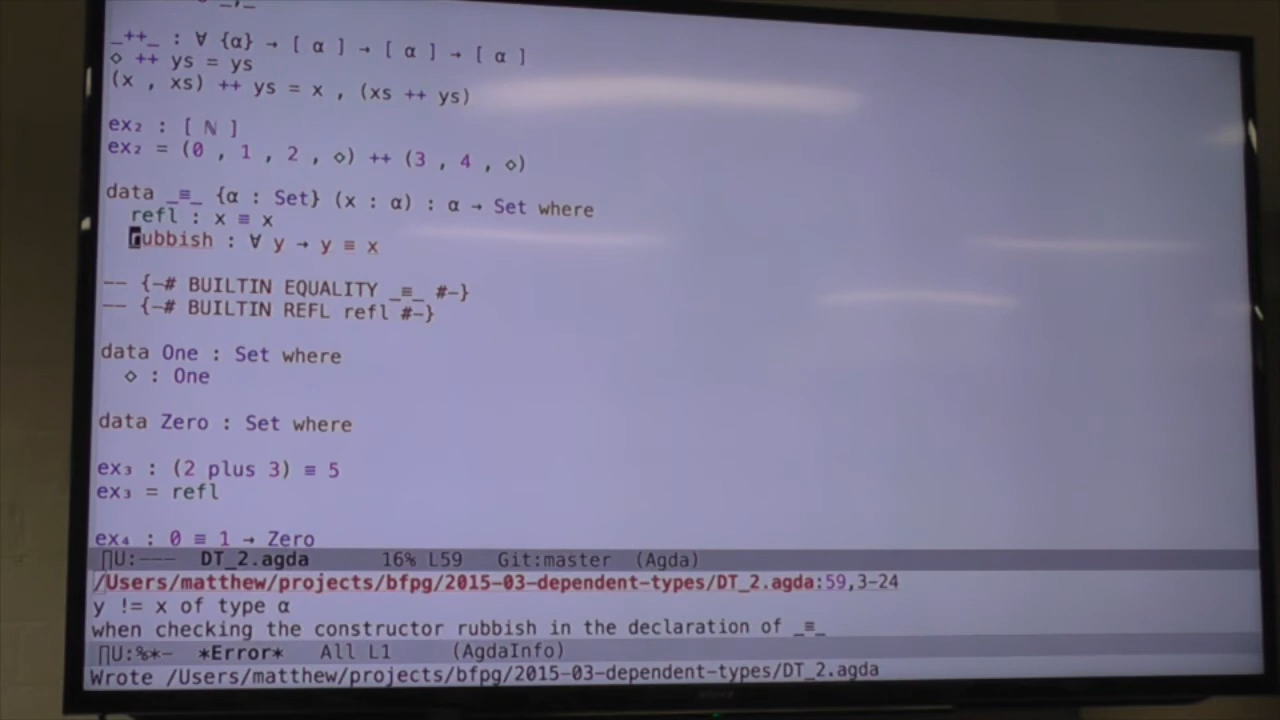 _++_ : ∀ {α} → [ α ] → [ α ] → [ α ]
◇ ++ ys = ys
(x , xs) ++ ys = x , (xs ++ ys)
ex₂ : [ ℕ ]
ex₂ = (0 , 1 , 2 , ◇) ++ (3 , 4 , ◇)
data _≡_ {α : Set} (x : α) : α → Set where
refl : x ≡ x
rubbish : ∀ y → y ≡ x
-- {-# BUILTIN EQUALITY _≡_ #-}
-- {-# BUILTIN REFL refl #-}
data One : Set where
◇ : One
data Zero : Set where
ex₃ : (2 plus 3) ≡ 5
ex₃ = refl
ex₄ : 0 ≡ 1 → Zero
∏U:--- DT_2.agda 16% L59 Git:master (Agda)
/Users/matthew/projects/bfpg/2015-03-dependent-types/DT_2.agda:59,3-24
y != x of type α
when checking the constructor rubbish in the declaration of _≡_
∏U:%*- *Error* All L1 (AgdaInfo)
Wrote /Users/matthew/projects/bfpg/2015-03-dependent-types/DT_2.agda